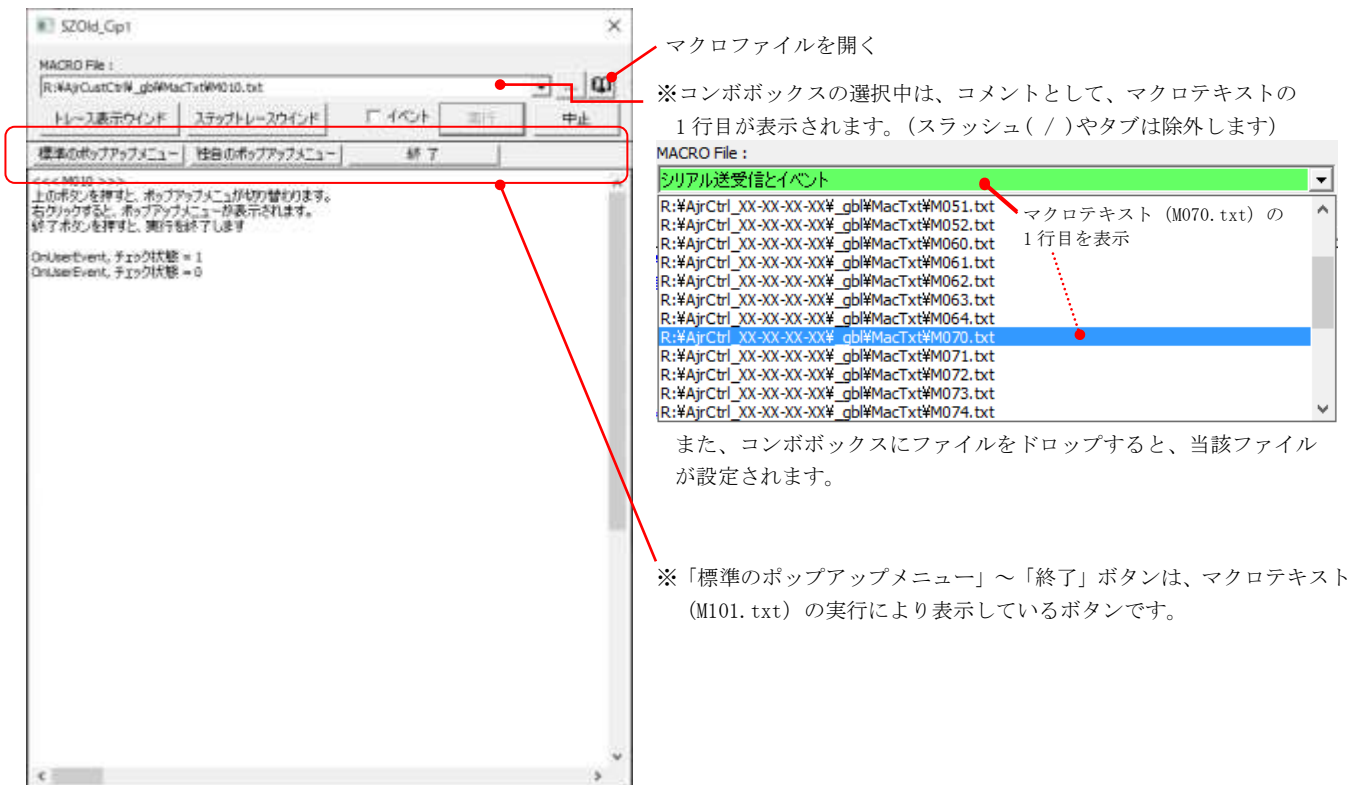 SZOld_Gp1
MACRO File :
R:¥AjrCustCtrl¥_gbl¥MacTxt¥M010.txt
トレース表示ウインド ステップトレースウインド イベント 実行 中止
標準のポップアップメニュー 独自のポップアップメニュー 終 了
<<< M010 >>>
上のボタンを押すと、ポップアップメニュが切り替わります。
右クリックすると、ポップアップメニューが表示されます。
終了ボタンを押すと、実行を終了します
OnUserEvent, チェック状態 = 1
OnUserEvent, チェック状態 = 0
マクロファイルを開く
※コンボボックスの選択中は、コメントとして、マクロテキストの
1行目が表示されます。(スラッシュ( / )やタブは除外します)
MACRO File :
シリアル送受信とイベント
R:¥AjrCtrl_XX-XX-XX-XX¥_gbl¥MacTxt¥M051.txt
R:¥AjrCtrl_XX-XX-XX-XX¥_gbl¥MacTxt¥M052.txt
R:¥AjrCtrl_XX-XX-XX-XX¥_gbl¥MacTxt¥M060.txt
R:¥AjrCtrl_XX-XX-XX-XX¥_gbl¥MacTxt¥M061.txt
R:¥AjrCtrl_XX-XX-XX-XX¥_gbl¥MacTxt¥M062.txt
R:¥AjrCtrl_XX-XX-XX-XX¥_gbl¥MacTxt¥M063.txt
R:¥AjrCtrl_XX-XX-XX-XX¥_gbl¥MacTxt¥M064.txt
R:¥AjrCtrl_XX-XX-XX-XX¥_gbl¥MacTxt¥M070.txt
R:¥AjrCtrl_XX-XX-XX-XX¥_gbl¥MacTxt¥M071.txt
R:¥AjrCtrl_XX-XX-XX-XX¥_gbl¥MacTxt¥M072.txt
R:¥AjrCtrl_XX-XX-XX-XX¥_gbl¥MacTxt¥M073.txt
R:¥AjrCtrl_XX-XX-XX-XX¥_gbl¥MacTxt¥M074.txt
マクロテキスト (M070.txt) の
1行目を表示
また、コンボボックスにファイルをドロップすると、当該ファイル
が設定されます。
※「標準のポップアップメニュー」～「終了」ボタンは、マクロテキスト
(M101.txt) の実行により表示しているボタンです。